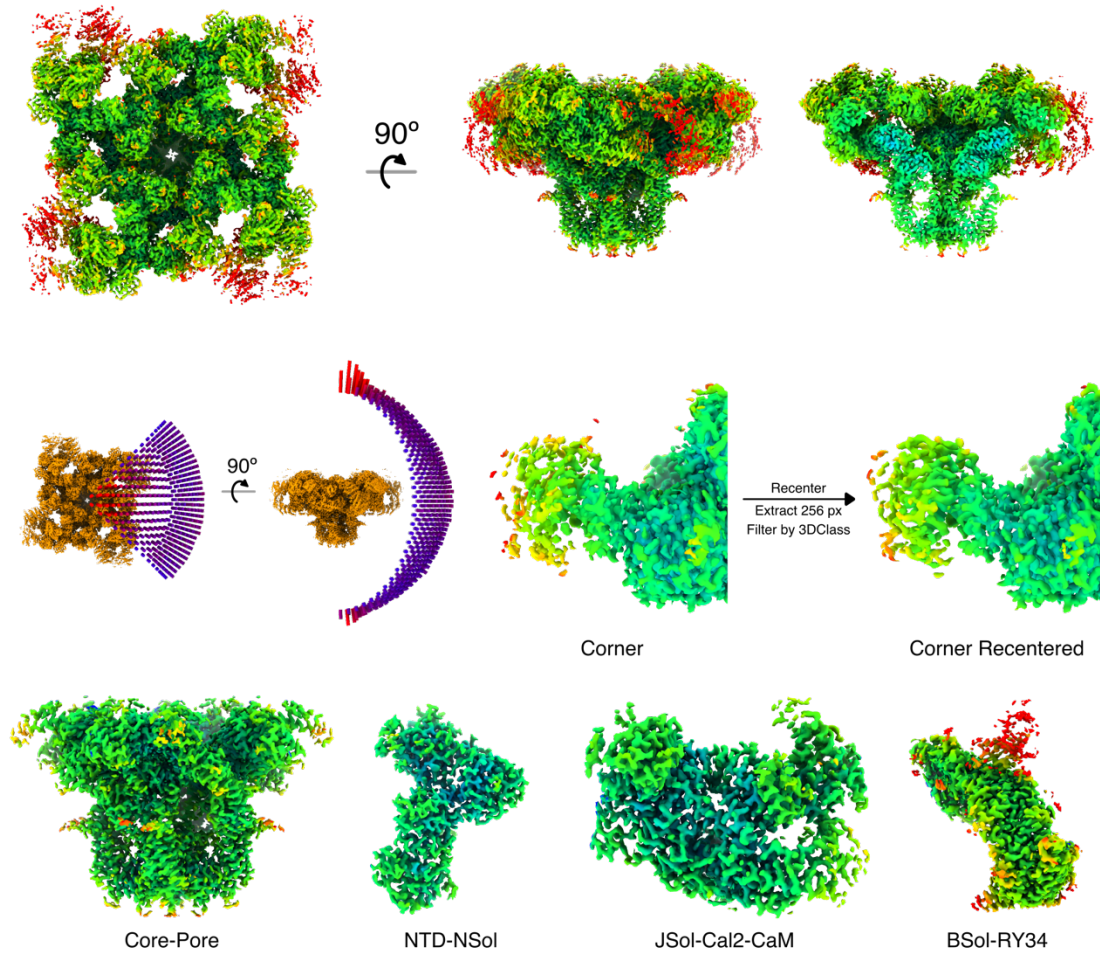 90º
90º
Recenter
Extract 256 px
Filter by 3DClass
Corner
Corner Recentered
Core-Pore
NTD-NSol
JSol-Cal2-CaM
BSol-RY34